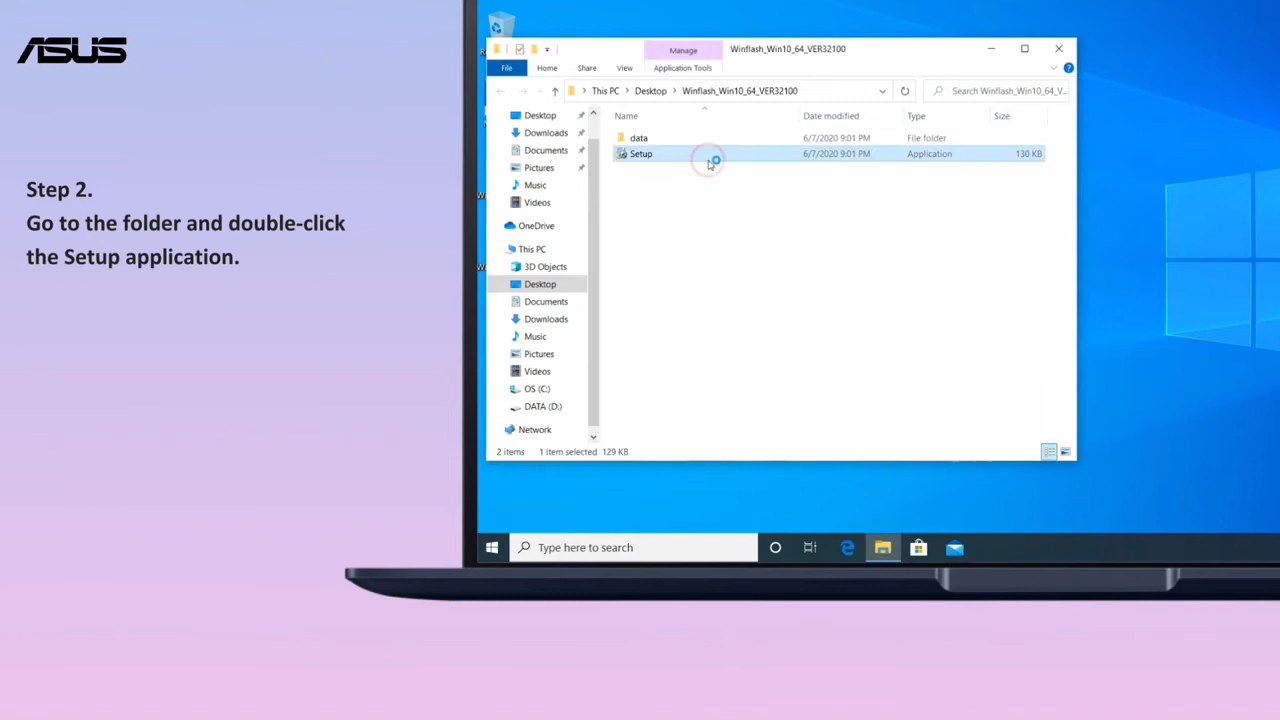 ASUS
Step 2.
Go to the folder and double-click
the Setup application.
Manage
Winflash_Win10_64_VER32100
File
Home
Share
View
Application Tools
This PC
Desktop
Winflash_Win10_64_VER32100
Search Winflash_Win10_64_V...
Name
Date modified
Type
Size
data
6/7/2020 9:01 PM
File folder
Setup
6/7/2020 9:01 PM
Application
130 KB
Desktop
Downloads
Documents
Pictures
Music
Videos
OneDrive
This PC
3D Objects
Desktop
Documents
Downloads
Music
Pictures
Videos
OS (C:)
DATA (D:)
Network
2 items
1 item selected
129 KB
Type here to search